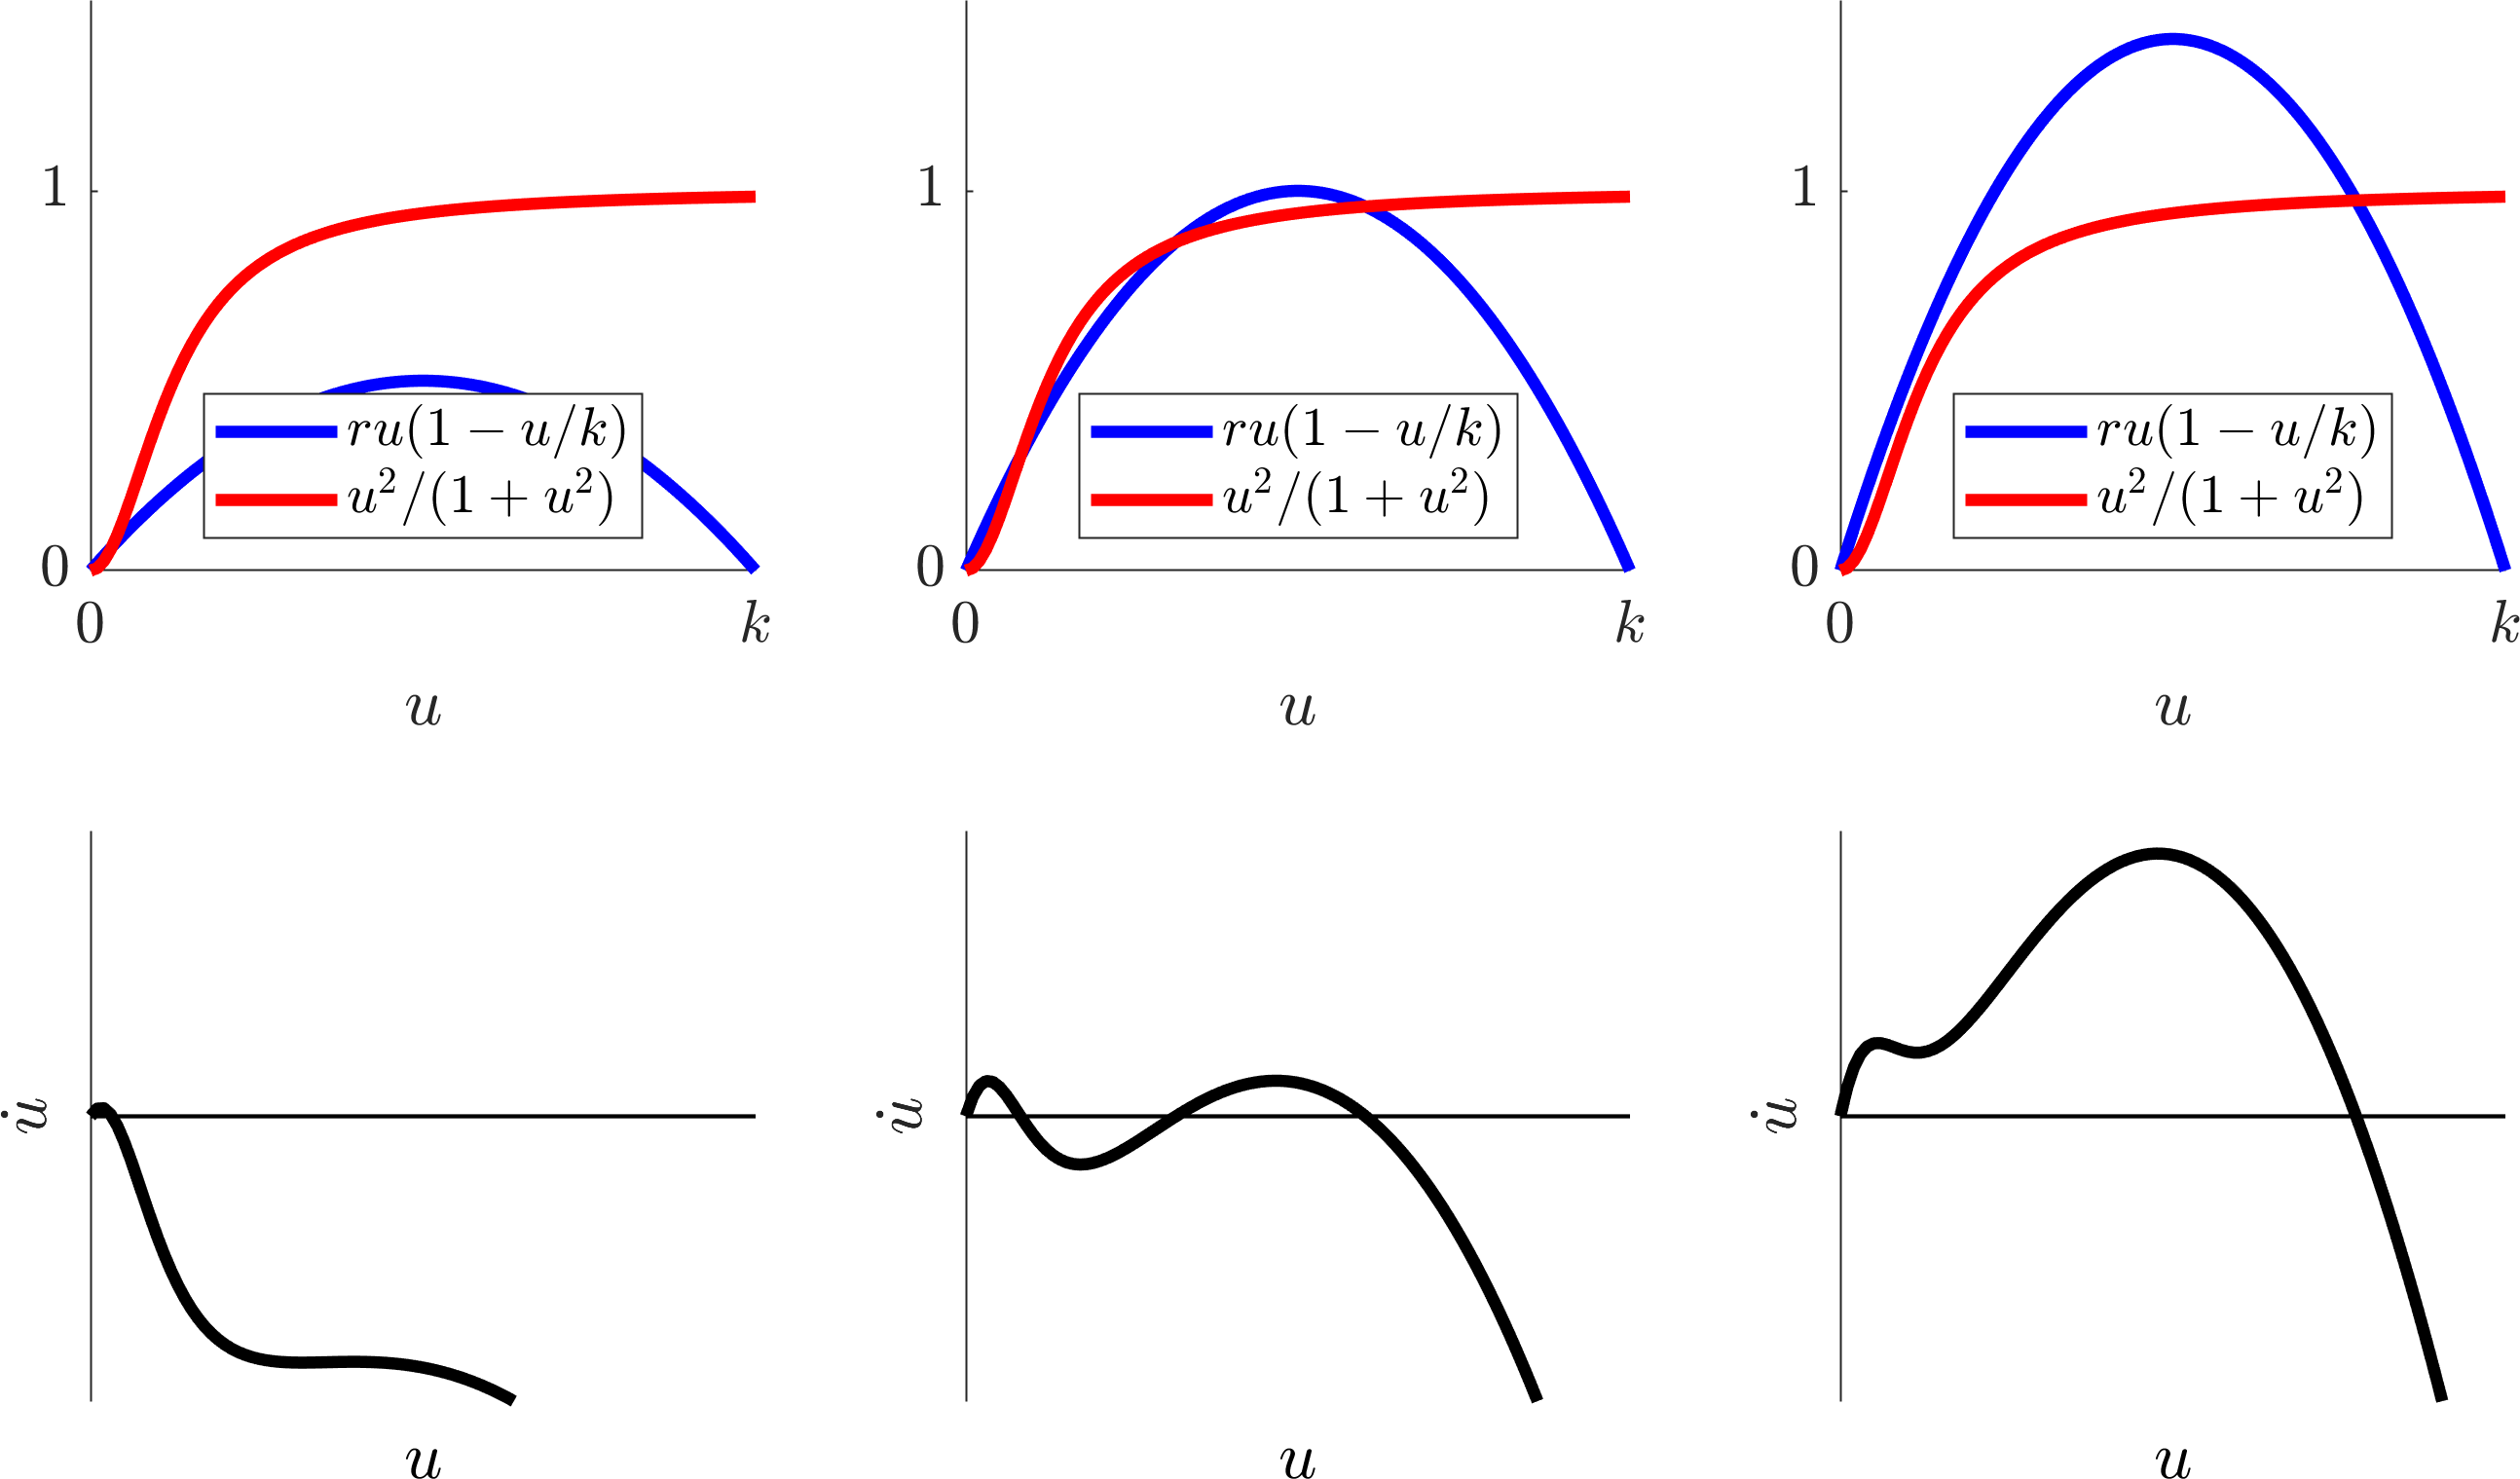 1
ru(1 − u/k)
u²/(1 + u²)
0
0
k
u
1
ru(1 − u/k)
u²/(1 + u²)
0
0
k
u
1
ru(1 − u/k)
u²/(1 + u²)
0
0
k
u
u̇
u
u̇
u
u̇
u